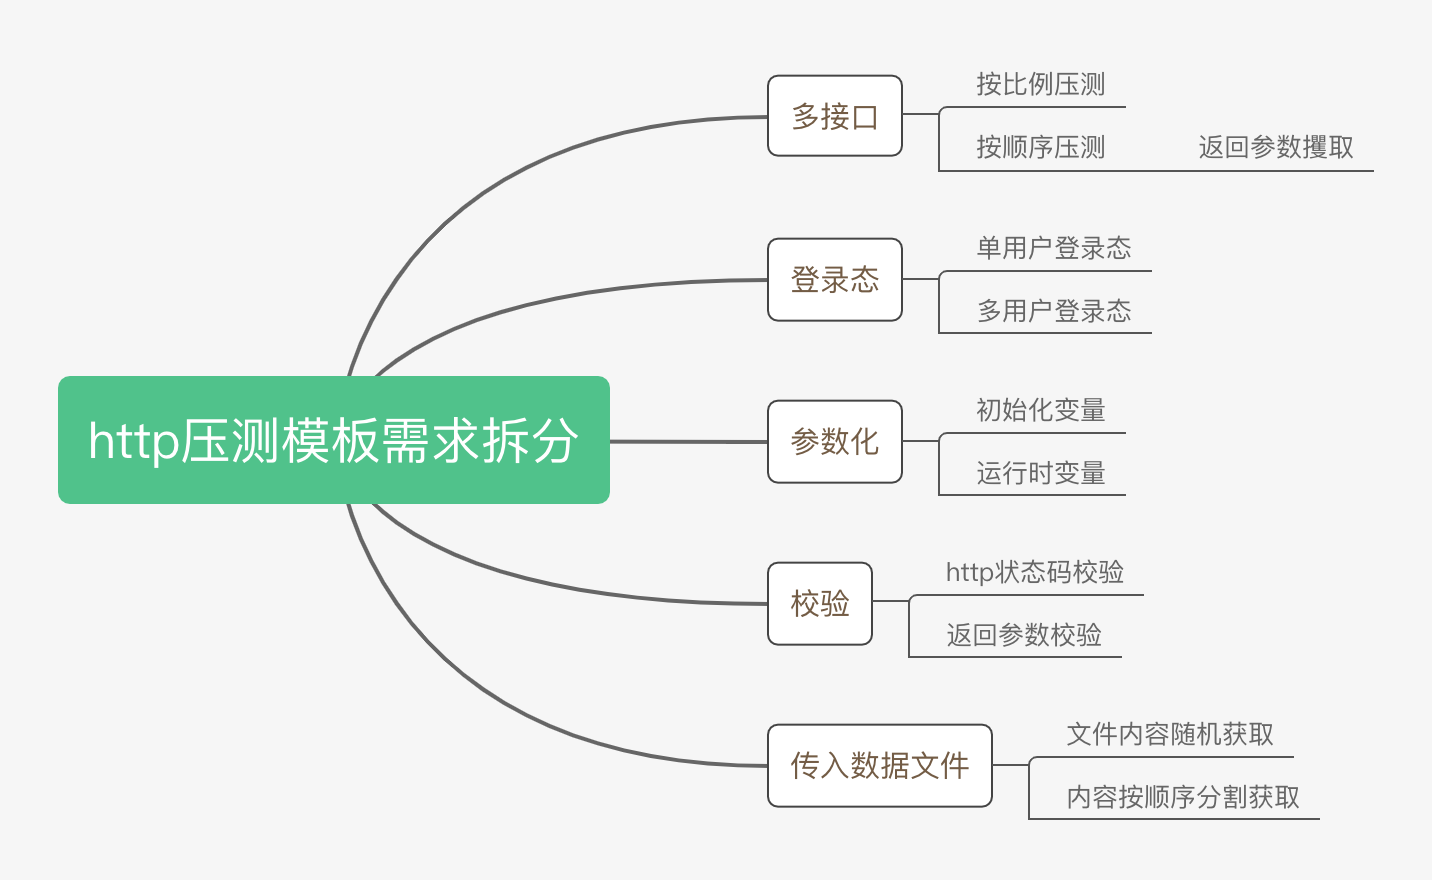 http压测模板需求拆分
多接口
按比例压测
按顺序压测
返回参数攫取
登录态
单用户登录态
多用户登录态
参数化
初始化变量
运行时变量
校验
http状态码校验
返回参数校验
传入数据文件
文件内容随机获取
内容按顺序分割获取